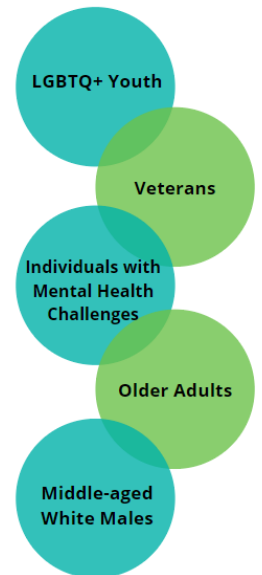 LGBTQ+ Youth
Veterans
Individuals with
Mental Health
Challenges
Older Adults
Middle-aged
White Males